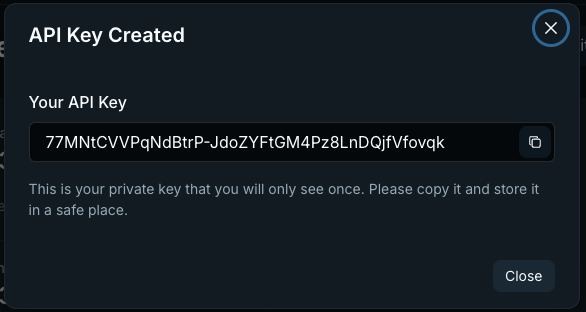 API Key Created
Your API Key
77MNtCVVPqNdBtrP-JdoZYFtGM4Pz8LnDQjfVfovqk
This is your private key that you will only see once. Please copy it and store it
in a safe place.
Close